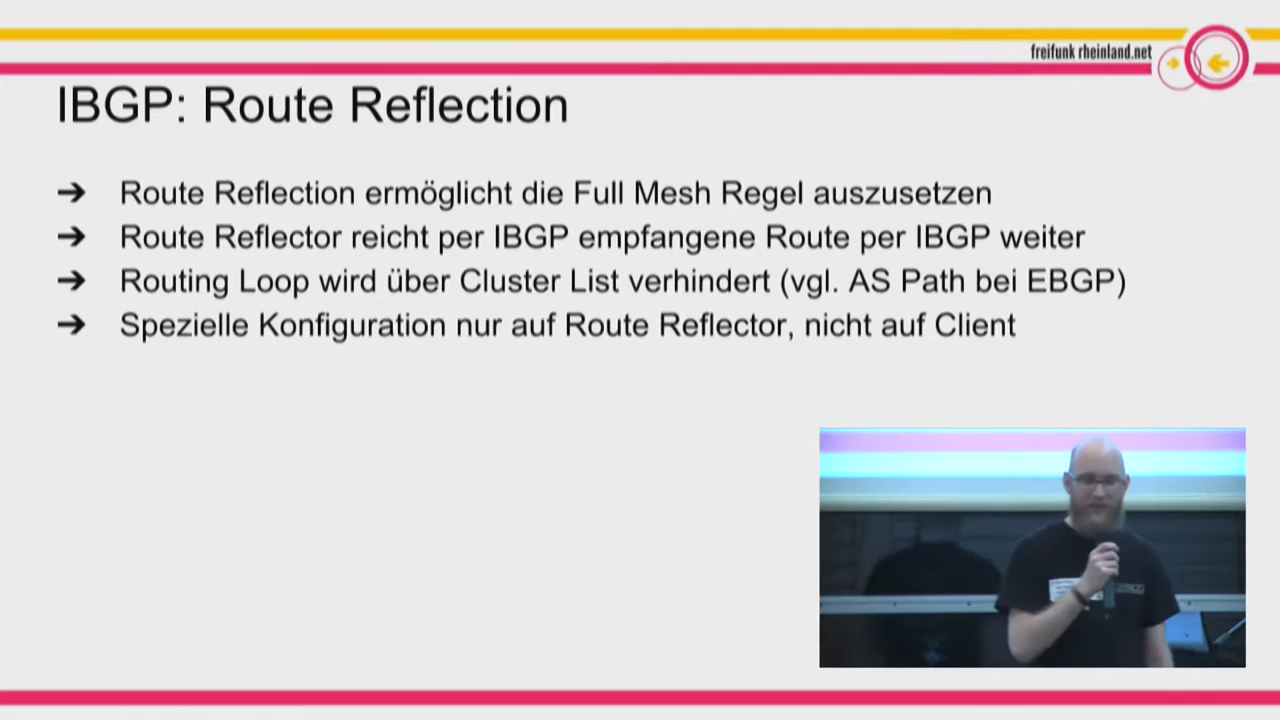 freifunk rheinland.net
IBGP: Route Reflection
➔ Route Reflection ermöglicht die Full Mesh Regel auszusetzen
➔ Route Reflector reicht per IBGP empfangene Route per IBGP weiter
➔ Routing Loop wird über Cluster List verhindert (vgl. AS Path bei EBGP)
➔ Spezielle Konfiguration nur auf Route Reflector, nicht auf Client